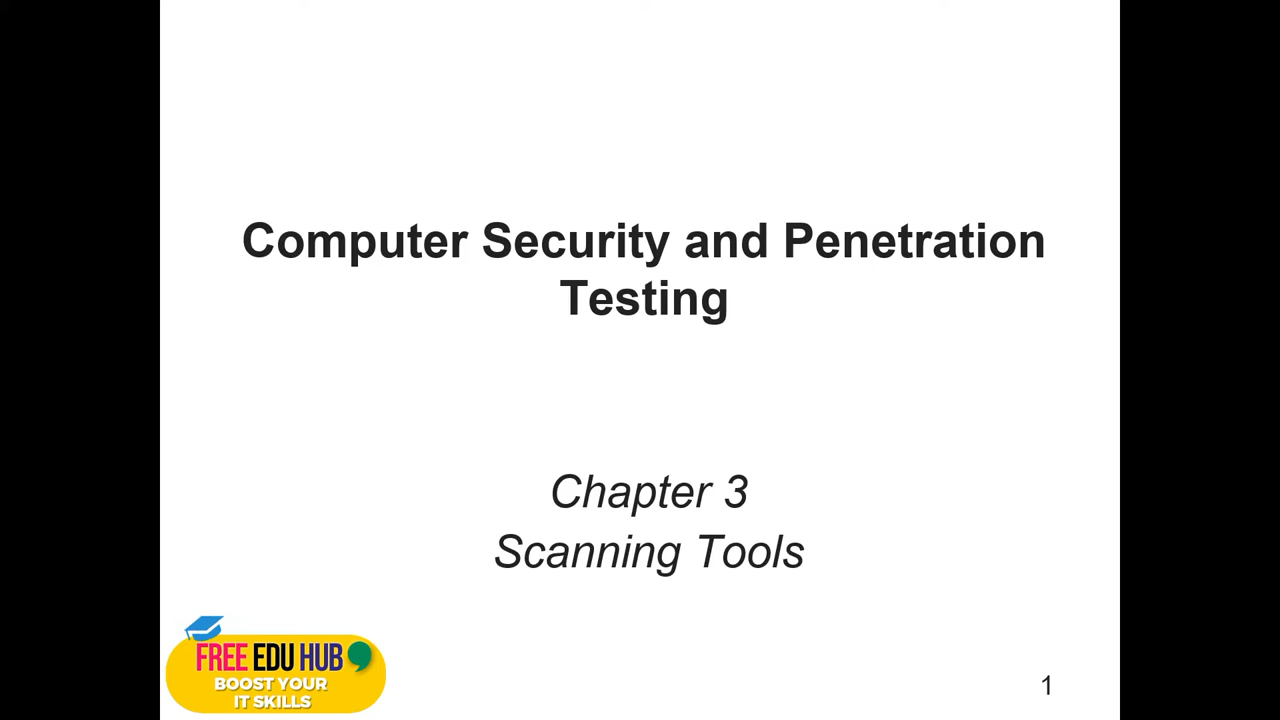 Computer Security and Penetration
Testing
Chapter 3
Scanning Tools
FREE EDU HUB
BOOST YOUR
IT SKILLS
1